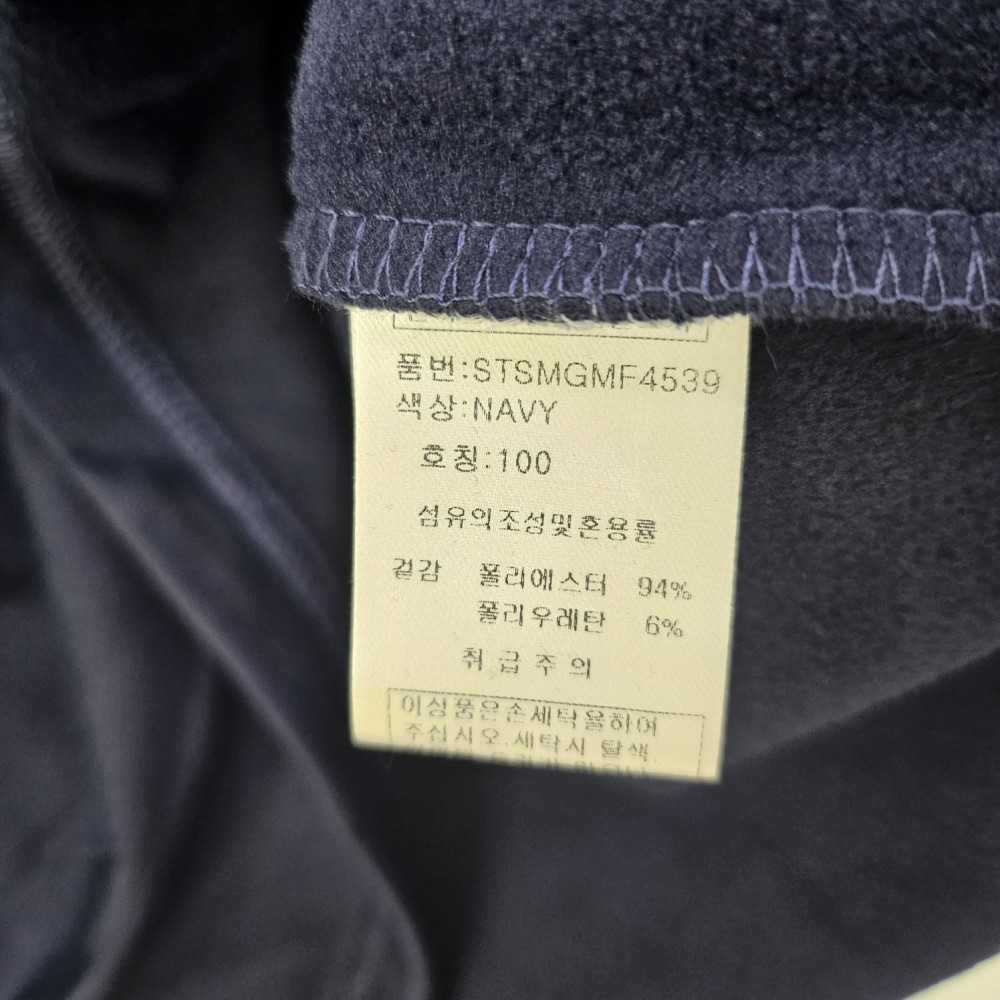 품번:STSMGMF4539
색상:NAVY
호칭:100
섬유의조성및혼용률
겉감 폴리에스터 94%
폴리우레탄 6%
취급주의
이상품은손세탁을하여
주십시오.세탁시 탈색.